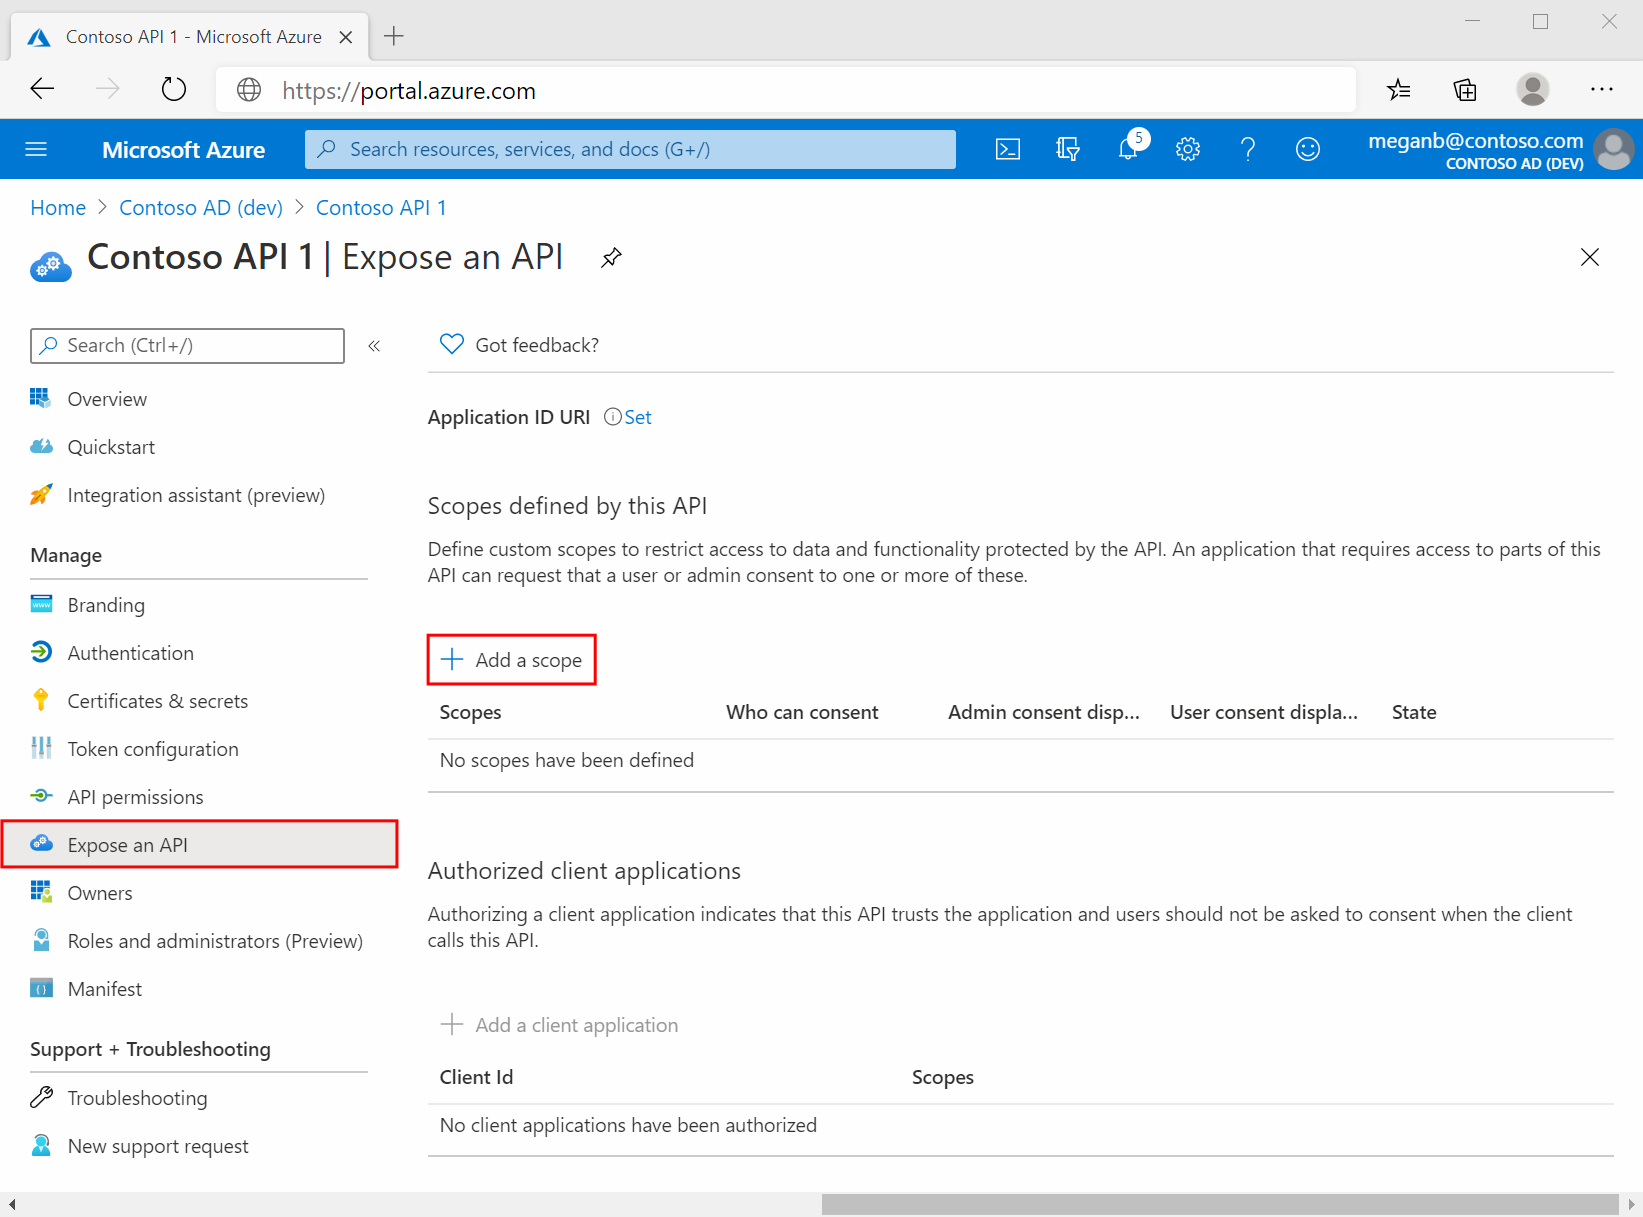 Contoso API 1 - Microsoft Azure
https://portal.azure.com
Microsoft Azure
Search resources, services, and docs (G+/)
5
meganb@contoso.com
CONTOSO AD (DEV)
Home > Contoso AD (dev) > Contoso API 1
Contoso API 1 | Expose an API
Search (Ctrl+/)
«
Overview
Quickstart
Integration assistant (preview)
Manage
Branding
Authentication
Certificates & secrets
Token configuration
API permissions
Expose an API
Owners
Roles and administrators (Preview)
Manifest
Support + Troubleshooting
Troubleshooting
New support request
Got feedback?
Application ID URI Set
Scopes defined by this API
Define custom scopes to restrict access to data and functionality protected by the API. An application that requires access to parts of this
API can request that a user or admin consent to one or more of these.
Add a scope
Scopes Who can consent Admin consent disp... User consent displa... State
No scopes have been defined
Authorized client applications
Authorizing a client application indicates that this API trusts the application and users should not be asked to consent when the client
calls this API.
Add a client application
Client Id Scopes
No client applications have been authorized